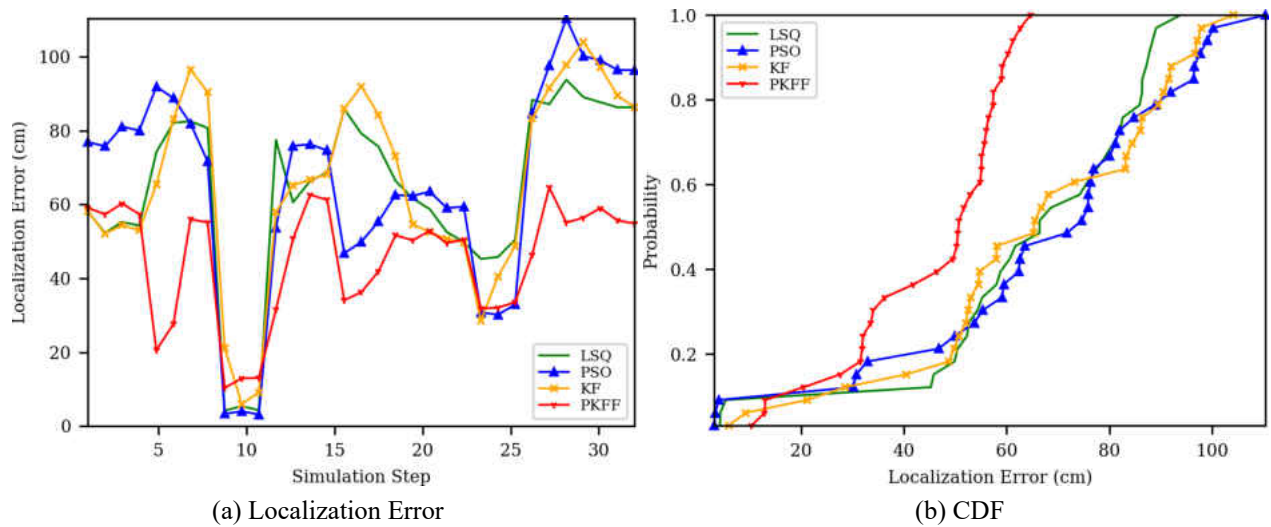 100
80
60
40
20
0
Localization Error (cm)
LSQ
PSO
KF
PKFF
5 10 15 20 25 30
Simulation Step
(a) Localization Error
1.0
0.8
0.6
0.4
0.2
Probability
LSQ
PSO
KF
PKFF
20 40 60 80 100
Localization Error (cm)
(b) CDF